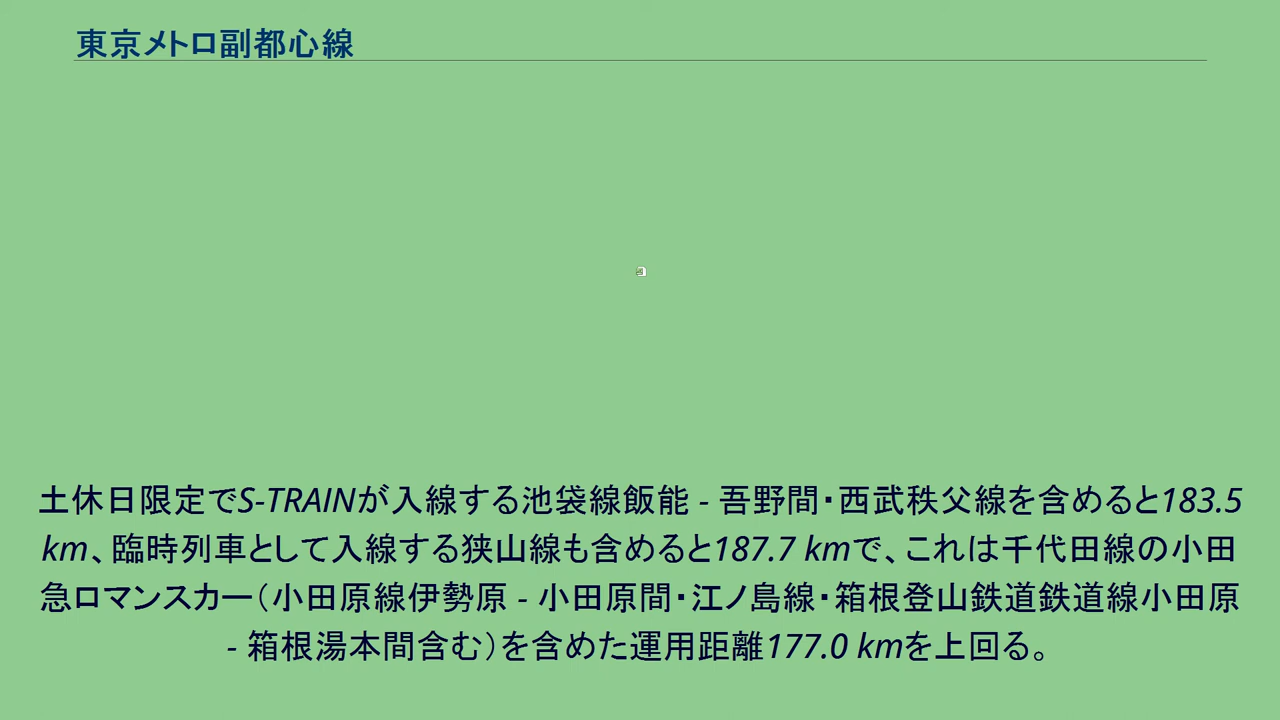 東京メトロ副都心線
土休日限定でS-TRAINが入線する池袋線飯能 - 吾野間・西武秩父線を含めると183.5
km、臨時列車として入線する狭山線も含めると187.7 kmで、これは千代田線の小田
急ロマンスカー（小田原線伊勢原 - 小田原間・江ノ島線・箱根登山鉄道鉄道線小田原
- 箱根湯本間含む）を含めた運用距離177.0 kmを上回る。